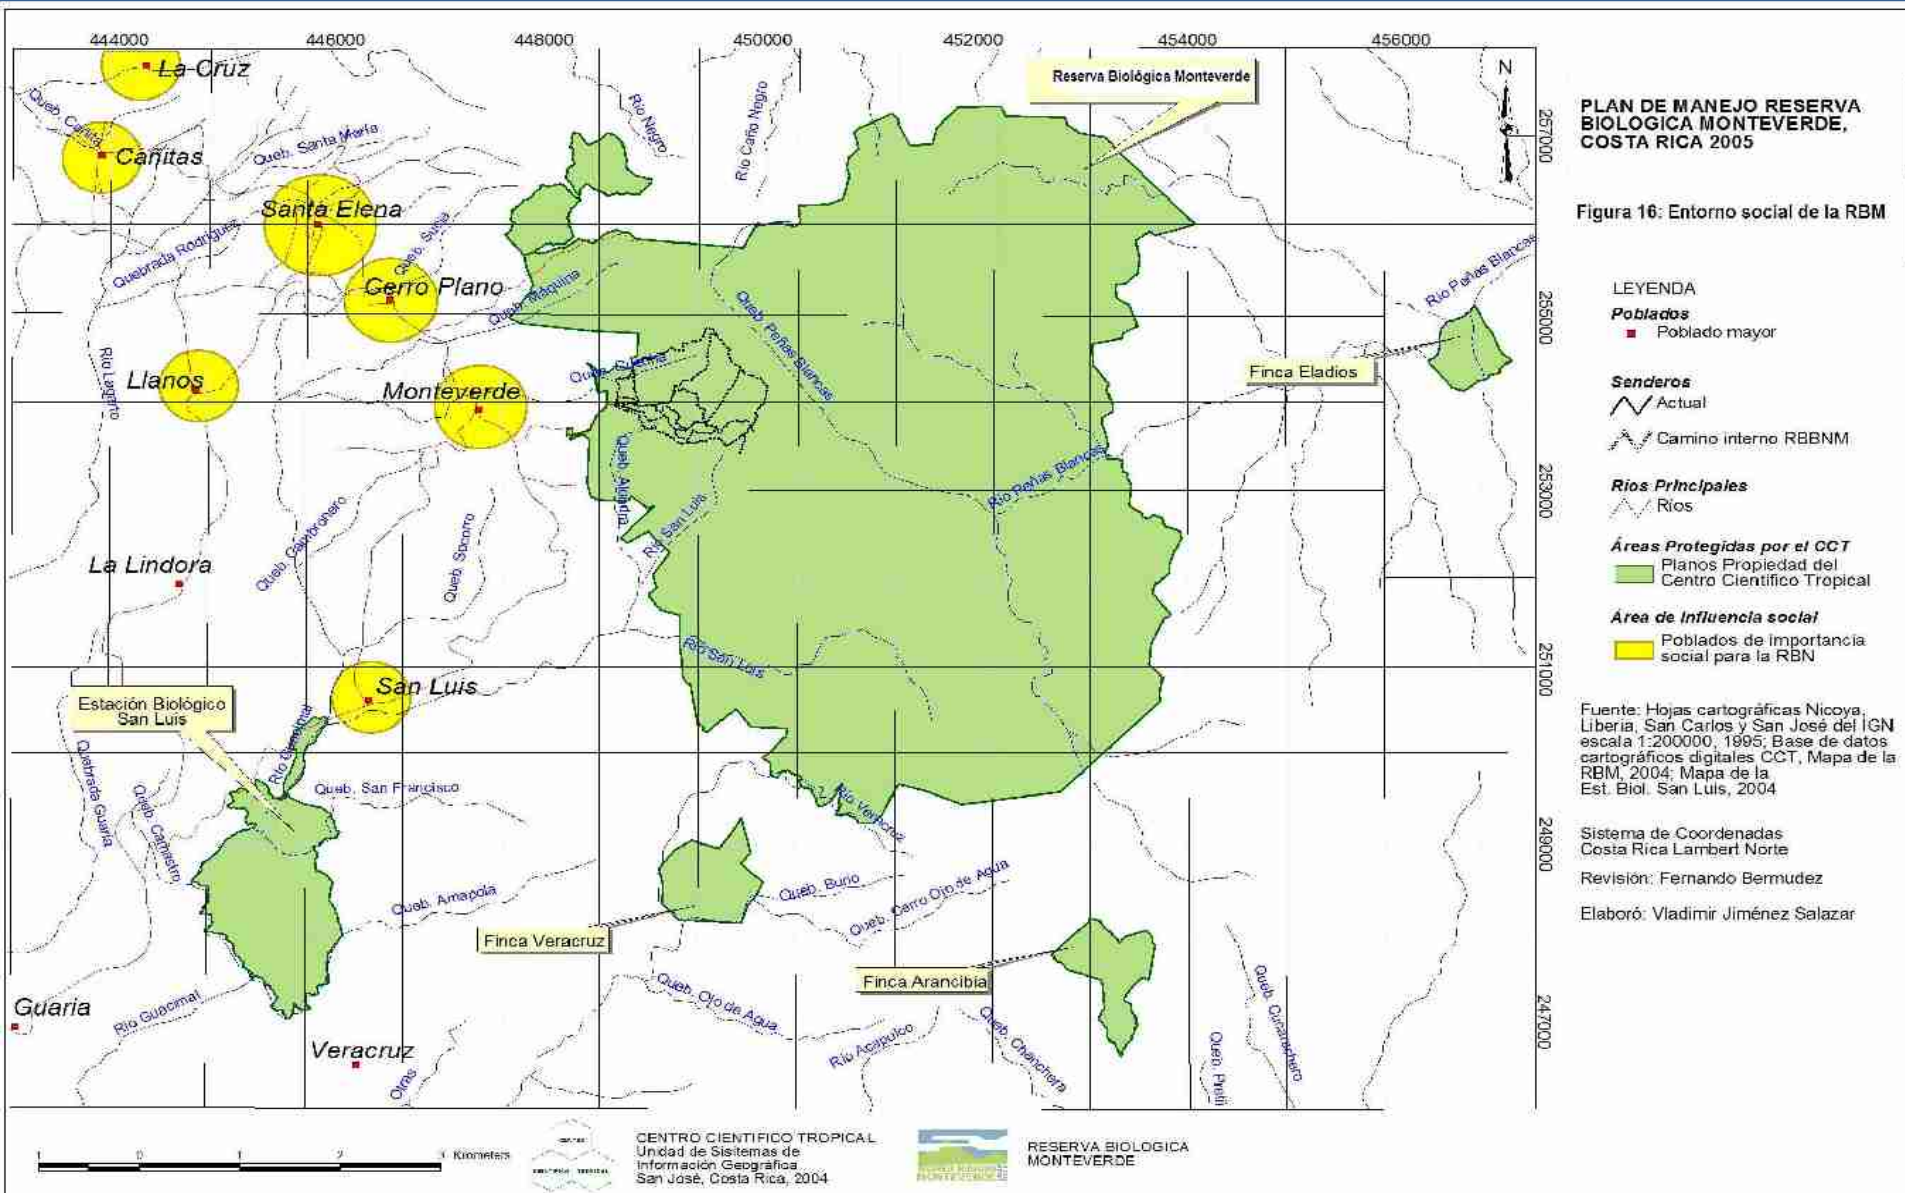 444000
446000
448000
450000
452000
454000
456000
La-Cruz
Queb. Cañita
Cañitas
Queb. Santa Marta
Santa Elena
Quebrada Rodriguez
Queb. Sucia
Cerro Plano
Queb. Máquina
Río Negro
Río Caño Negro
Reserva Biológica Monteverde
N
257000
255000
253000
251000
249000
247000
Río Peñas Blancas
Finca Eladios
Queb. Peñas Blancas
Río Peñas Blancas
Río Lagarto
Llanos
Monteverde
Queb. Cuecha
Río San Luis
Queb. Cambronero
Queb. Socorro
La Lindora
Río San Luis
San Luis
Estación Biológico
San Luis
Río Guacimal
Quebrada Guaria
Queb. Camastro
Queb. San Francisco
Río Veracruz
Queb. Amapola
Queb. Burio
Queb. Cerro Ojo de Agua
Finca Veracruz
Finca Arancibia
Queb. Ojo de Agua
Río Acapulco
Queb. Chanchera
Queb. Cucarachero
Guaria
Río Guacimal
Veracruz
Otras
PLAN DE MANEJO RESERVA
BIOLOGICA MONTEVERDE,
COSTA RICA 2005
Figura 16: Entorno social de la RBM
LEYENDA
Poblados
Poblado mayor
Senderos
Actual
Camino interno RBBNM
Ríos Principales
Ríos
Áreas Protegidas por el CCT
Planos Propiedad del
Centro Científico Tropical
Área de Influencia social
Poblados de importancia
social para la RBN
Fuente: Hojas cartográficas Nicoya,
Liberia, San Carlos y San José del IGN
escala 1:200000, 1995; Base de datos
cartográficos digitales CCT, Mapa de la
RBM, 2004; Mapa de la
Est. Biol. San Luis, 2004
Sistema de Coordenadas
Costa Rica Lambert Norte
Revisión: Fernando Bermudez
Elaboró: Vladimir Jiménez Salazar
1 0 1 2 3 Kilometers
CENTRO CIENTIFICO TROPICAL
Unidad de Sisitemas de
Información Geográfica
San José, Costa Rica, 2004
RESERVA BIOLOGICA
MONTEVERDE